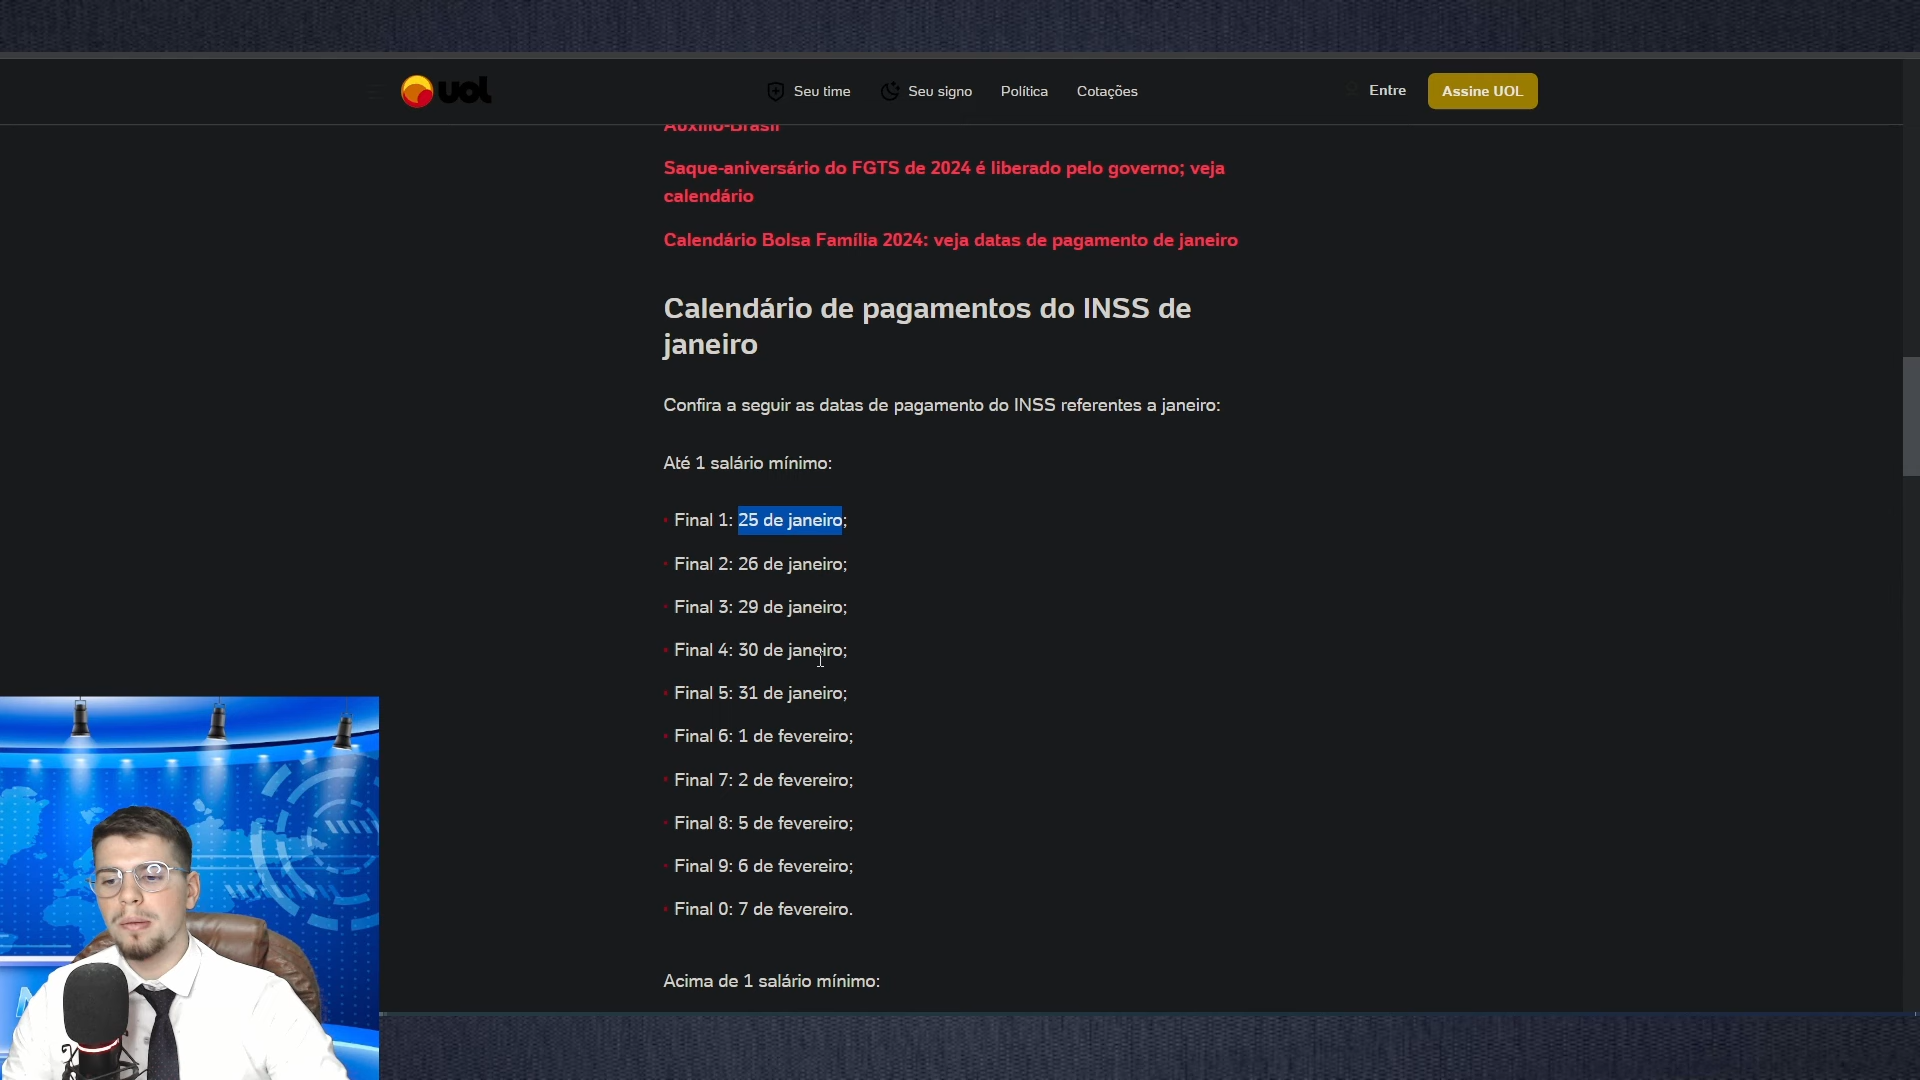 uol
Seu time
Seu signo
Política
Cotações
Entre
Assine UOL
Auxílio-Brasil
Saque-aniversário do FGTS de 2024 é liberado pelo governo; veja
calendário
Calendário Bolsa Família 2024: veja datas de pagamento de janeiro
Calendário de pagamentos do INSS de
janeiro
Confira a seguir as datas de pagamento do INSS referentes a janeiro:
Até 1 salário mínimo:
• Final 1: 25 de janeiro;
• Final 2: 26 de janeiro;
• Final 3: 29 de janeiro;
• Final 4: 30 de janeiro;
• Final 5: 31 de janeiro;
• Final 6: 1 de fevereiro;
• Final 7: 2 de fevereiro;
• Final 8: 5 de fevereiro;
• Final 9: 6 de fevereiro;
• Final 0: 7 de fevereiro.
Acima de 1 salário mínimo: